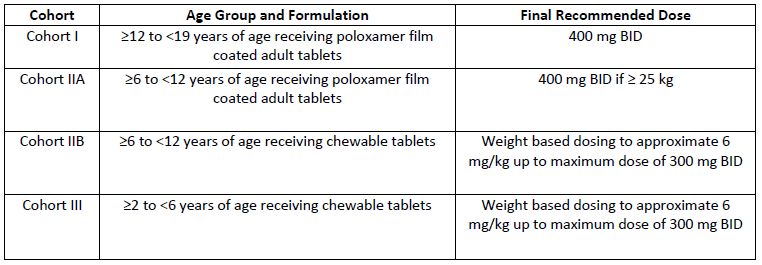 Cohort Age Group and Formulation Final Recommended Dose
Cohort I ≥12 to <19 years of age receiving poloxamer film 400 mg BID
coated adult tablets
Cohort IIA ≥6 to <12 years of age receiving poloxamer film 400 mg BID if ≥ 25 kg
coated adult tablets
Cohort IIB ≥6 to <12 years of age receiving chewable tablets Weight based dosing to approximate 6
mg/kg up to maximum dose of 300 mg BID
Cohort III ≥2 to <6 years of age receiving chewable tablets Weight based dosing to approximate 6
mg/kg up to maximum dose of 300 mg BID